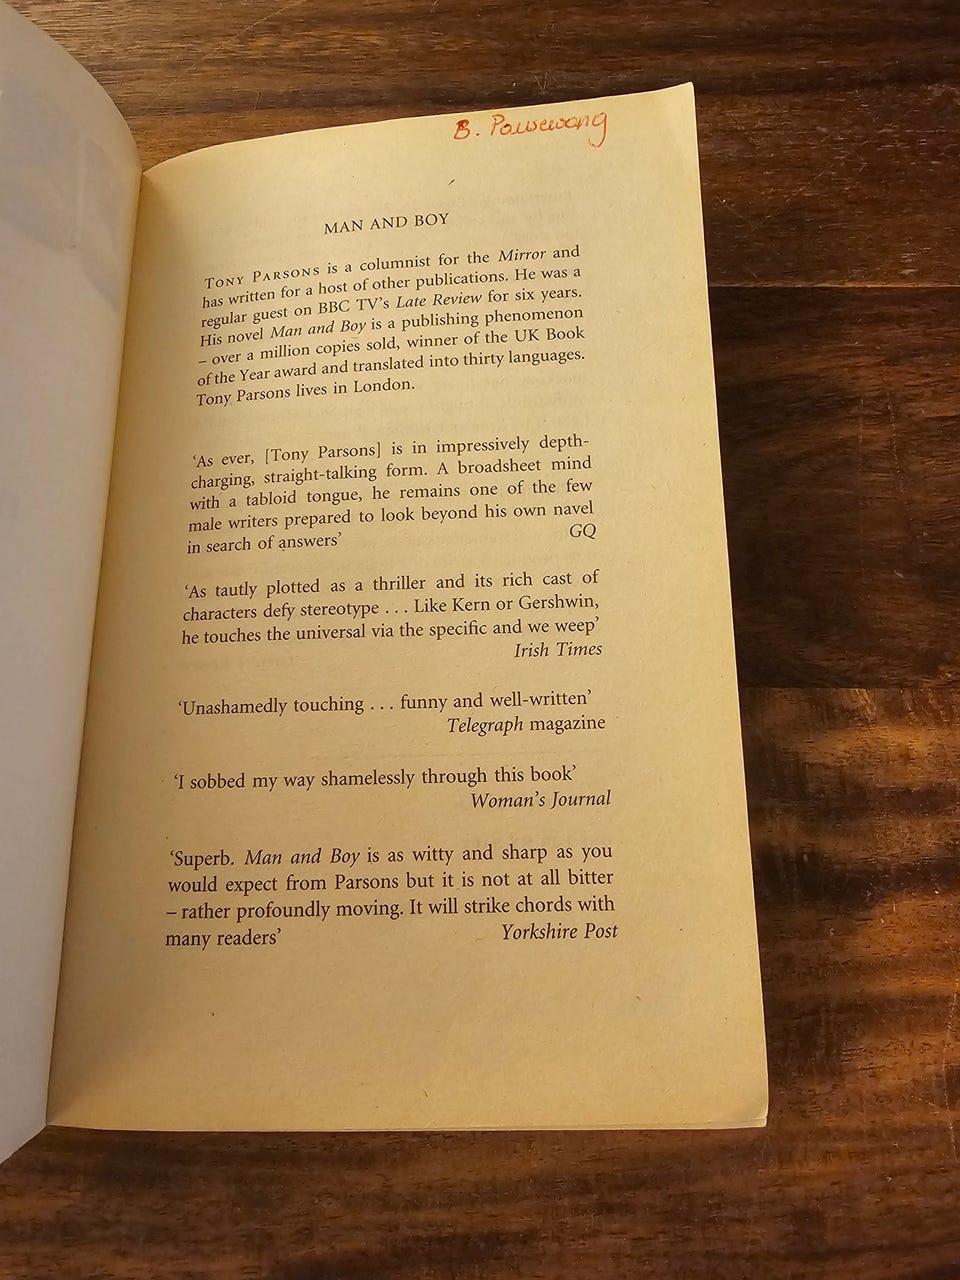 B. Pausewang
MAN AND BOY
TONY PARSONS is a columnist for the Mirror and
has written for a host of other publications. He was a
regular guest on BBC TV's Late Review for six years.
His novel Man and Boy is a publishing phenomenon
– over a million copies sold, winner of the UK Book
of the Year award and translated into thirty languages.
Tony Parsons lives in London.
‘As ever, [Tony Parsons] is in impressively depth-
charging, straight-talking form. A broadsheet mind
with a tabloid tongue, he remains one of the few
male writers prepared to look beyond his own navel
in search of answers’ GQ
‘As tautly plotted as a thriller and its rich cast of
characters defy stereotype . . . Like Kern or Gershwin,
he touches the universal via the specific and we weep’
Irish Times
‘Unashamedly touching . . . funny and well-written’
Telegraph magazine
‘I sobbed my way shamelessly through this book’
Woman's Journal
‘Superb. Man and Boy is as witty and sharp as you
would expect from Parsons but it is not at all bitter
– rather profoundly moving. It will strike chords with
many readers’ Yorkshire Post